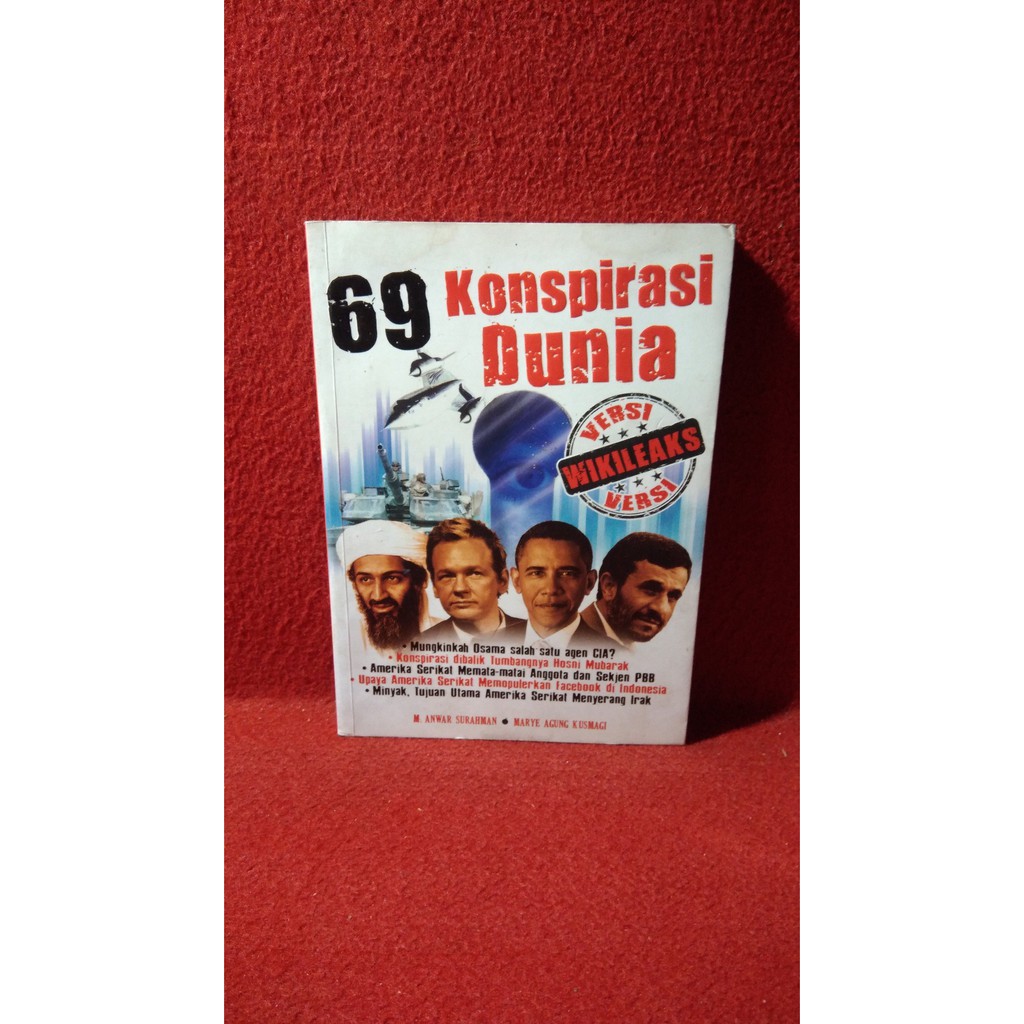 69 Konspirasi
Dunia
VERSI
WIKILEAKS
VERSI
• Mungkinkah Osama salah satu agen CIA?
• Konspirasi dibalik Tumbangnya Hosni Mubarak
• Amerika Serikat Memata-matai Anggota dan Sekjen PBB
• Upaya Amerika Serikat Mempopulerkan Facebook di Indonesia
• Minyak, Tujuan Utama Amerika Serikat Menyerang Irak
M. ANWAR SURAHMAN • MARYE AGUNG KUSMAGI